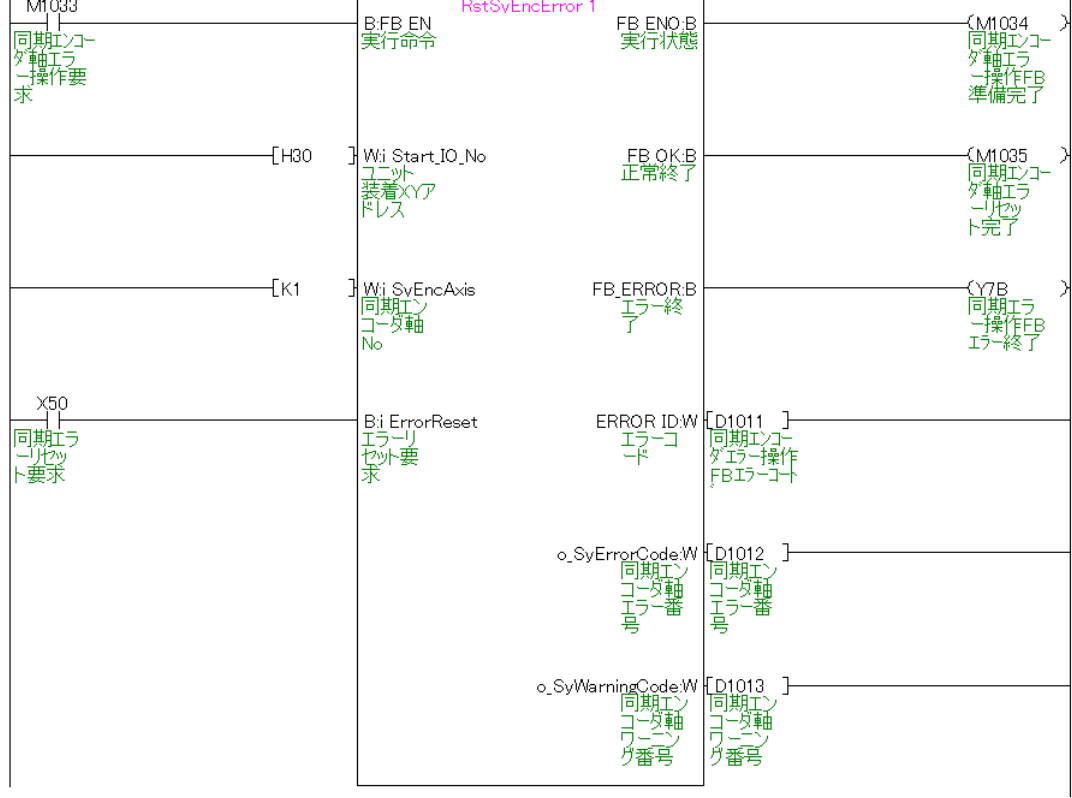 M1033
RstSyEncError 1
B:FB EN
FB ENO:B
M1034
実行命令
実行状態
同期エンコー
ダ軸エラ
ー操作要
求
同期エンコー
ダ軸エラ
ー操作FB
準備完了
H30
W:i Start_IO_No
FB OK:B
M1035
ユニット
装着XYア
ドレス
正常終了
同期エンコー
ダ軸エラ
ーリセッ
ト完了
K1
W:i SyEncAxis
FB_ERROR:B
Y7B
同期エン
コーダ軸
No
エラー終
了
同期エラ
ー操作FB
エラー終了
X50
B:i ErrorReset
ERROR ID:W
D1011
同期エラ
ーリセッ
ト要求
エラーリ
セット要
求
エラーコ
ード
同期エンコー
ダエラー操作
FBエラーコード
o_SyErrorCode:W
D1012
同期エン
コーダ軸
エラー番
号
同期エン
コーダ軸
エラー番
号
o_SyWarningCode:W
D1013
同期エン
コーダ軸
ワーニン
グ番号
同期エン
コーダ軸
ワーニン
グ番号